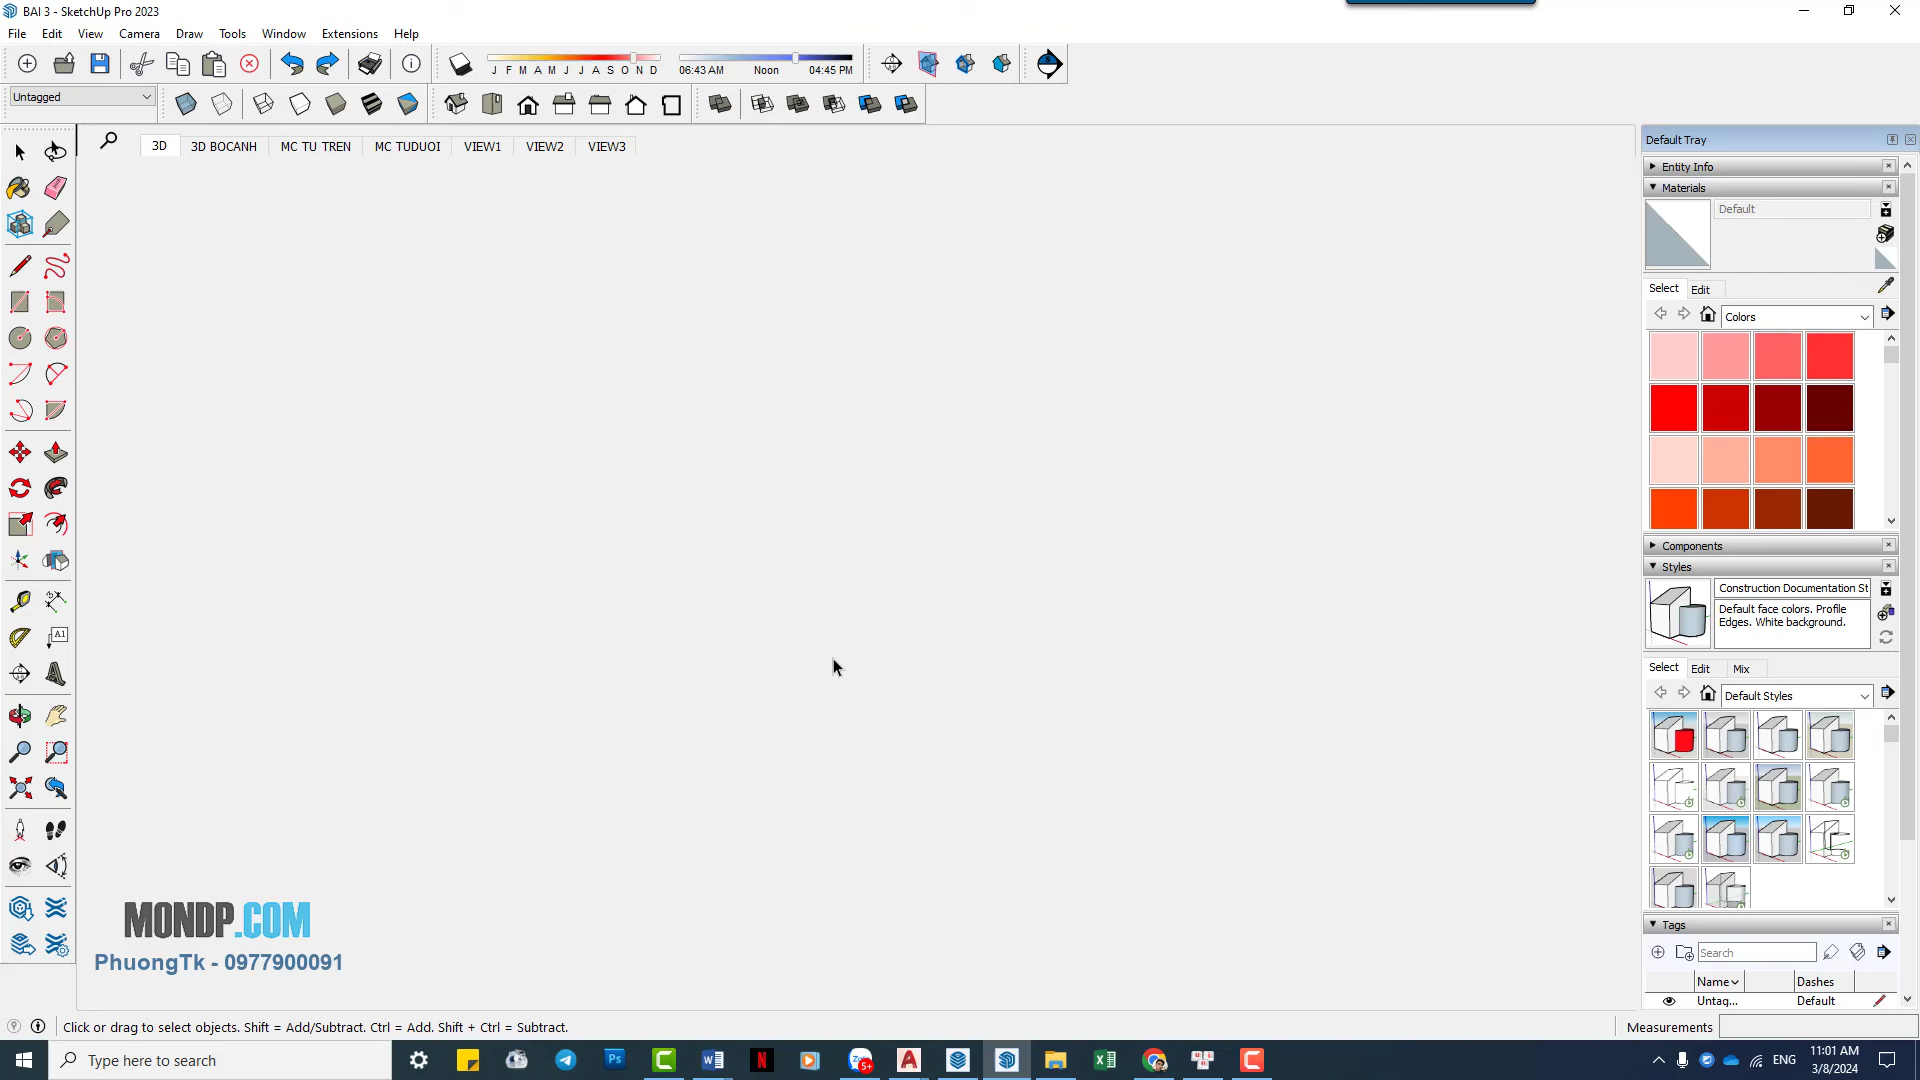 BAI 3 - SketchUp Pro 2023
File Edit View Camera Draw Tools Window Extensions Help
J F M A M J J A S O N D
06:43 AM Noon 04:45 PM
Untagged
3D 3D BOCANH MC TU TREN MC TUDUOI VIEW1 VIEW2 VIEW3
A1
MONDP.COM
PhuongTk - 0977900091
Default Tray
Entity Info
Materials
Default
Select Edit
Colors
Components
Styles
Construction Documentation St
Default face colors. Profile
Edges. White background.
Select Edit Mix
Default Styles
Tags
Search
Name Dashes
Untag... Default
Click or drag to select objects. Shift = Add/Subtract. Ctrl = Add. Shift + Ctrl = Subtract.
Measurements
Type here to search
Ps
Zalo
5+
ENG
11:01 AM
3/8/2024